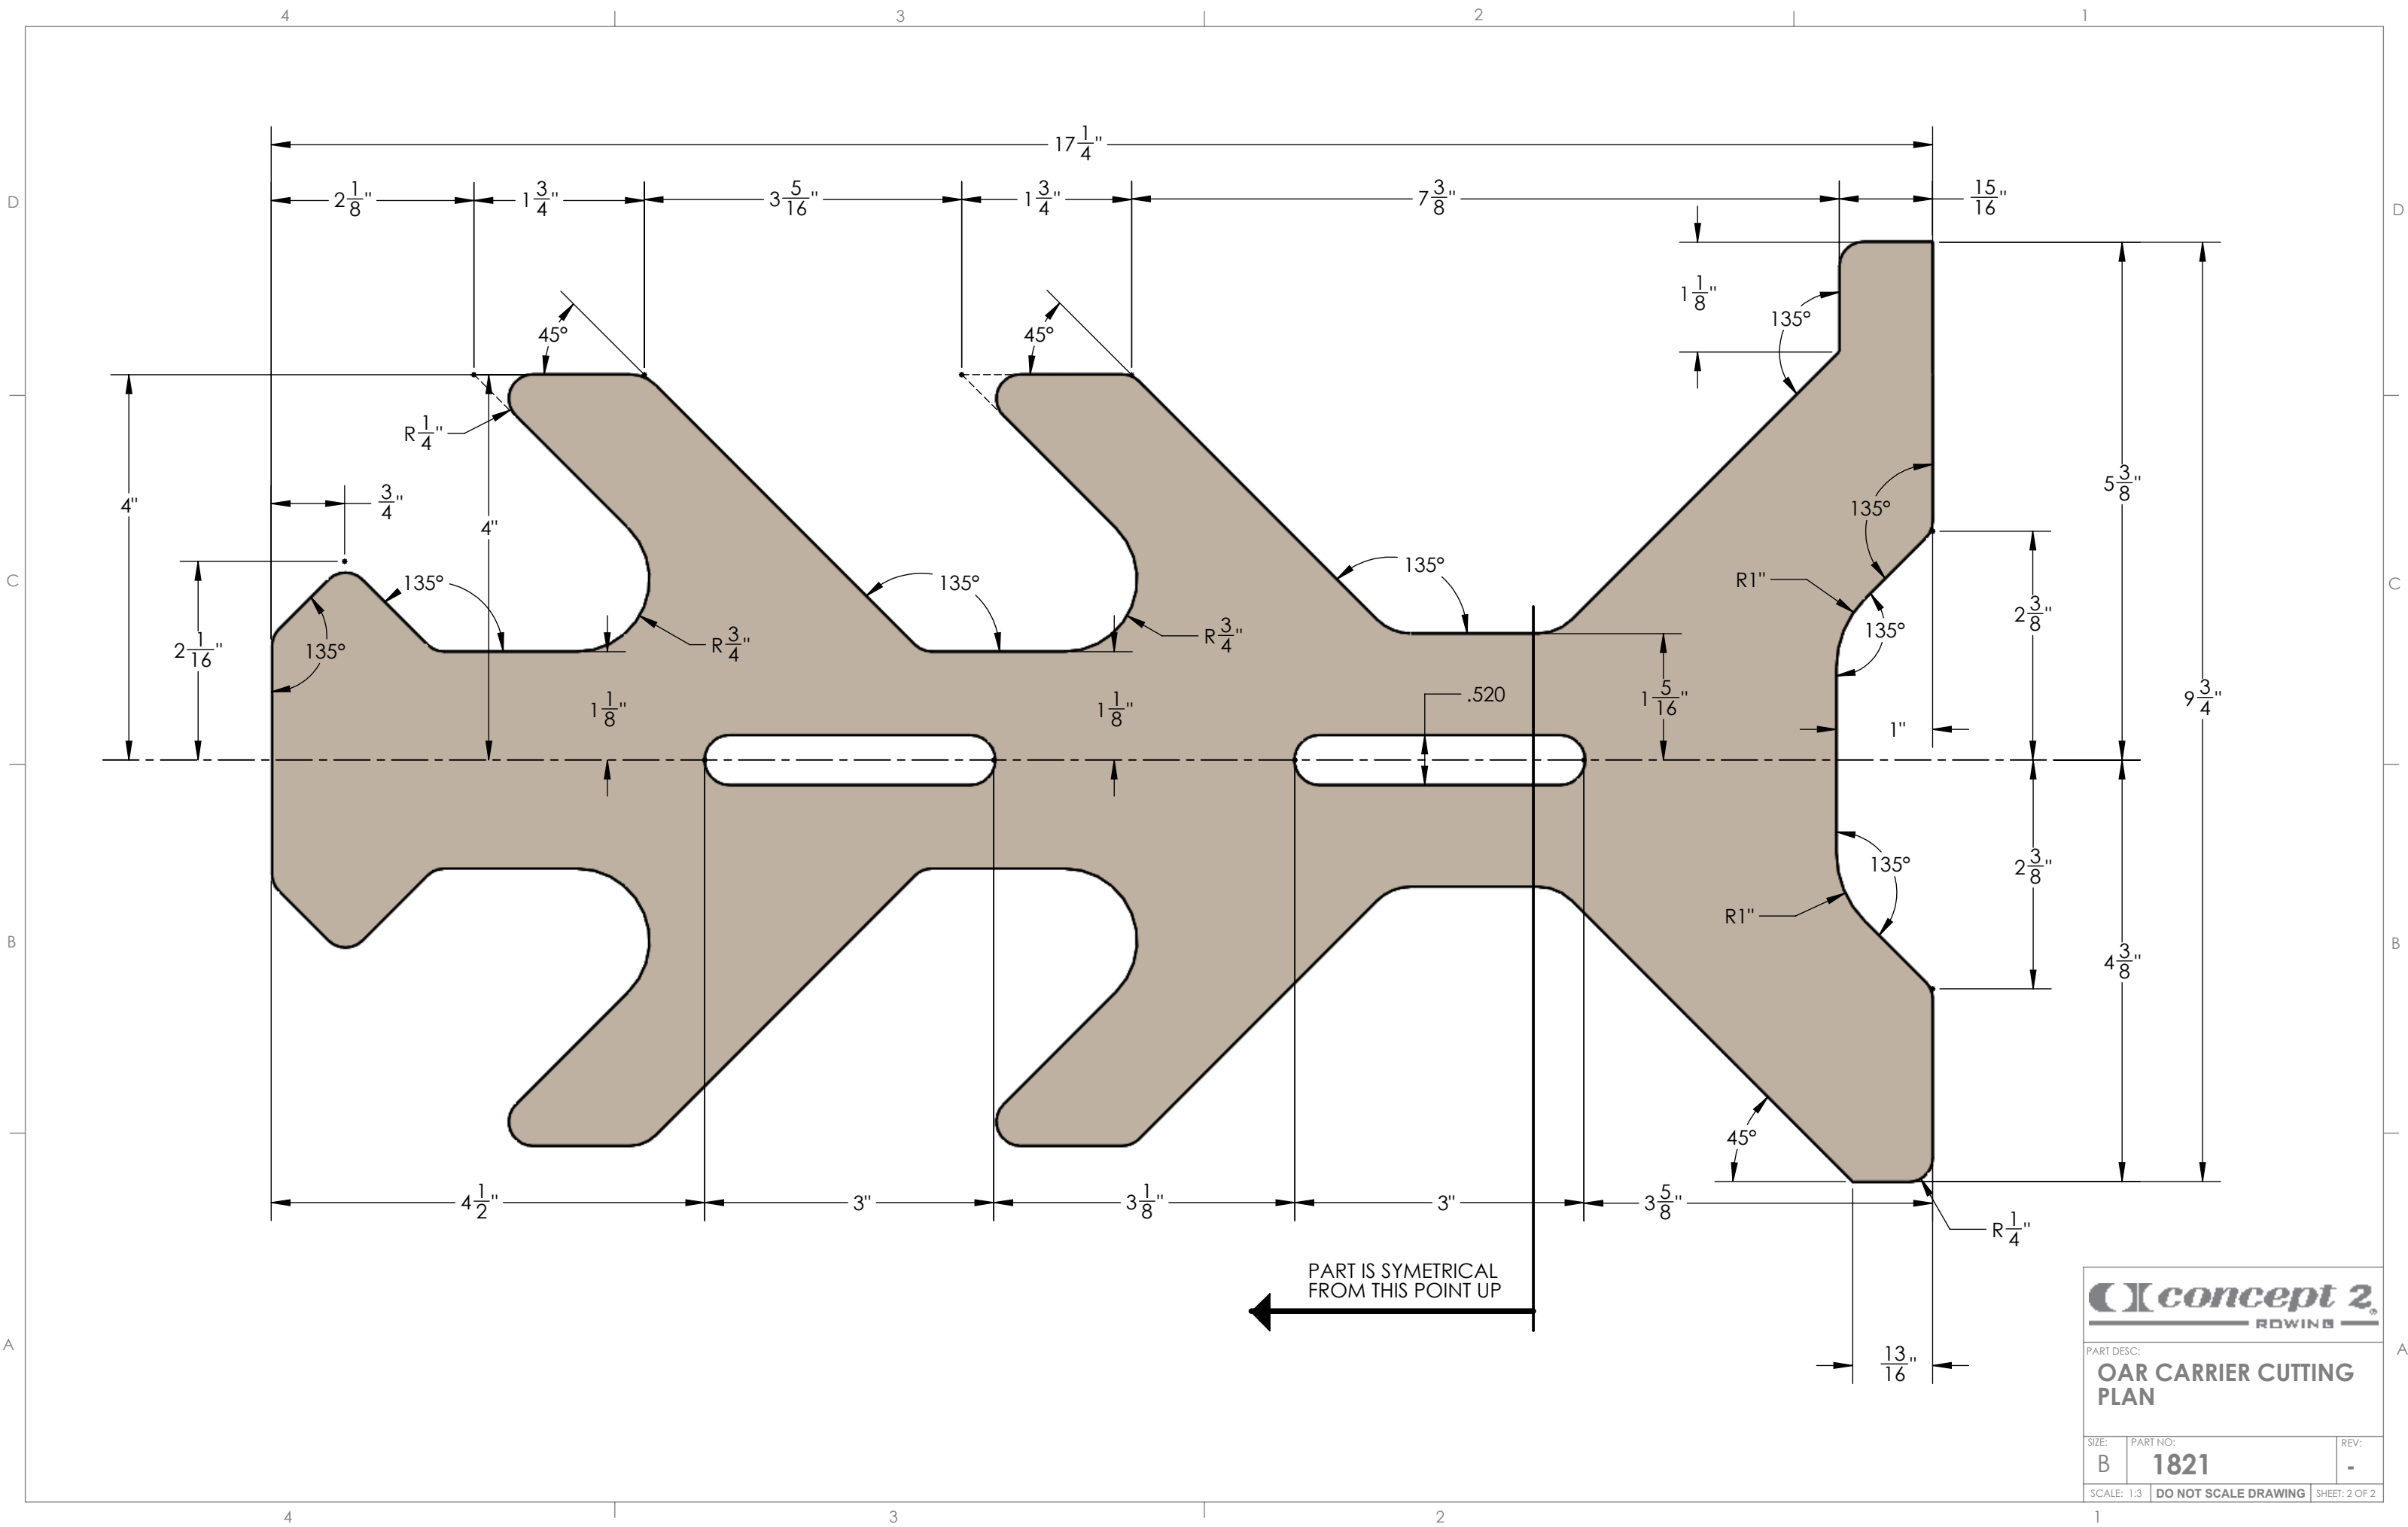 4 3 2 1
17 1/4"
2 1/8" 1 3/4" 3 5/16" 1 3/4" 7 3/8" 15/16"
D D
1 1/8"
45° 45° 135°
R 1/4"
4" 3/4" 4" 5 3/8"
135°
C 135° 135° 135° R1" C
2 1/16" 135° R 3/4" R 3/4" 135° 2 3/8"
1 1/8" 1 1/8" .520 1 5/16" 1" 9 3/4"
135° 2 3/8"
B R1" 4 3/8" B
45°
4 1/2" 3" 3 1/8" 3" 3 5/8"
R 1/4"
PART IS SYMETRICAL
FROM THIS POINT UP
A 13/16" A
concept 2®
ROWING
PART DESC:
OAR CARRIER CUTTING
PLAN
SIZE: PART NO: REV:
B 1821 -
SCALE: 1:3 DO NOT SCALE DRAWING SHEET: 2 OF 2
4 3 2 1